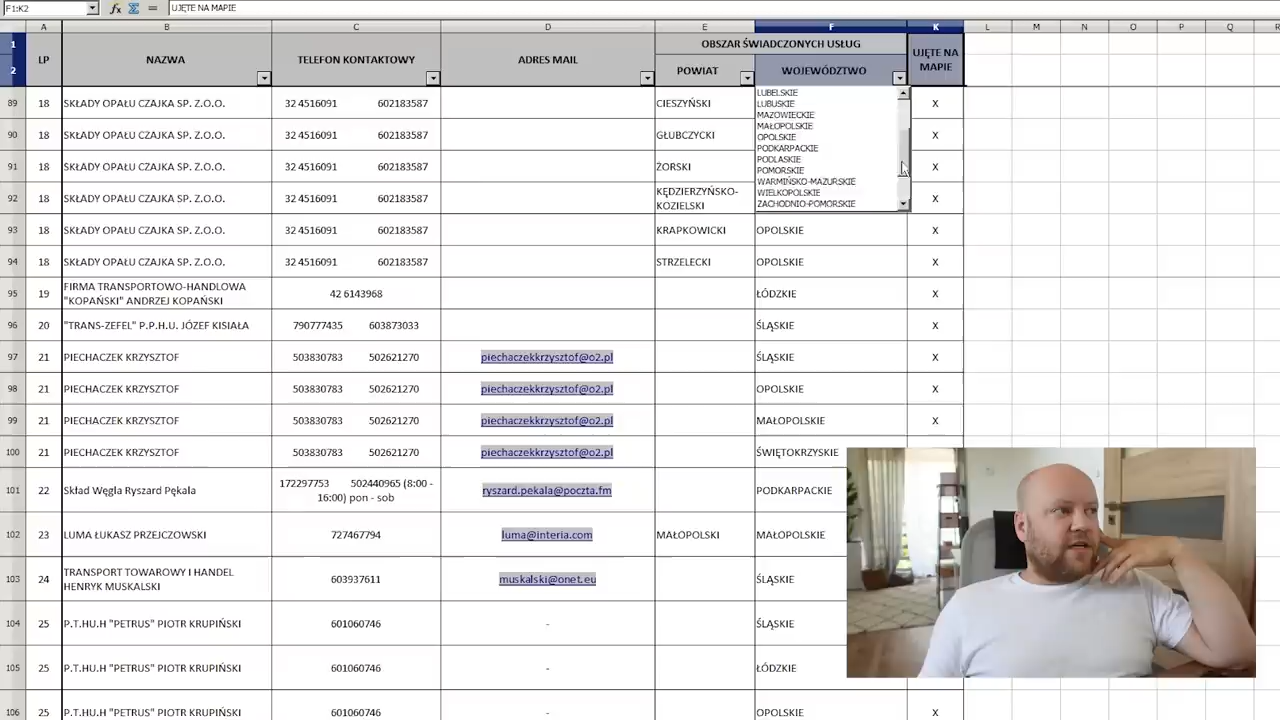 F1:K2 UJĘTE NA MAPIE
A B C D E F K L M N O P Q R
1 LP NAZWA TELEFON KONTAKTOWY ADRES MAIL OBSZAR ŚWIADCZONYCH USŁUG UJĘTE NA MAPIE
2 POWIAT WOJEWÓDZTWO
LUBELSKIE
LUBUSKIE
MAZOWIECKIE
MAŁOPOLSKIE
OPOLSKIE
PODKARPACKIE
PODLASKIE
POMORSKIE
WARMIŃSKO-MAZURSKIE
WIELKOPOLSKIE
ZACHODNIO-POMORSKIE
89 18 SKŁADY OPAŁU CZAJKA SP. Z.O.O. 32 4516091 602183587 CIESZYŃSKI X
90 18 SKŁADY OPAŁU CZAJKA SP. Z.O.O. 32 4516091 602183587 GŁUBCZYCKI X
91 18 SKŁADY OPAŁU CZAJKA SP. Z.O.O. 32 4516091 602183587 ŻORSKI X
92 18 SKŁADY OPAŁU CZAJKA SP. Z.O.O. 32 4516091 602183587 KĘDZIERZYŃSKO-KOZIELSKI X
93 18 SKŁADY OPAŁU CZAJKA SP. Z.O.O. 32 4516091 602183587 KRAPKOWICKI OPOLSKIE X
94 18 SKŁADY OPAŁU CZAJKA SP. Z.O.O. 32 4516091 602183587 STRZELECKI OPOLSKIE X
95 19 FIRMA TRANSPORTOWO-HANDLOWA "KOPAŃSKI" ANDRZEJ KOPAŃSKI 42 6143968 ŁÓDZKIE X
96 20 "TRANS-ZEFEL" P.P.H.U. JÓZEF KISIAŁA 790777435 603873033 ŚLĄSKIE X
97 21 PIECHACZEK KRZYSZTOF 503830783 502621270 piechaczekkrzysztof@o2.pl ŚLĄSKIE X
98 21 PIECHACZEK KRZYSZTOF 503830783 502621270 piechaczekkrzysztof@o2.pl OPOLSKIE X
99 21 PIECHACZEK KRZYSZTOF 503830783 502621270 piechaczekkrzysztof@o2.pl MAŁOPOLSKIE X
100 21 PIECHACZEK KRZYSZTOF 503830783 502621270 piechaczekkrzysztof@o2.pl ŚWIĘTOKRZYSKIE
101 22 Skład Węgla Ryszard Pękala 172297753 502440965 (8:00 - 16:00) pon - sob ryszard.pekala@poczta.fm PODKARPACKIE
102 23 LUMA ŁUKASZ PRZEJCZOWSKI 727467794 luma@interia.com MAŁOPOLSKI MAŁOPOLSKIE
103 24 TRANSPORT TOWAROWY I HANDEL HENRYK MUSKALSKI 603937611 muskalski@onet.eu ŚLĄSKIE
104 25 P.T.HU.H "PETRUS" PIOTR KRUPIŃSKI 601060746 - ŚLĄSKIE
105 25 P.T.HU.H "PETRUS" PIOTR KRUPIŃSKI 601060746 - ŁÓDZKIE
106 25 P.T.HU.H "PETRUS" PIOTR KRUPIŃSKI 601060746 - OPOLSKIE X